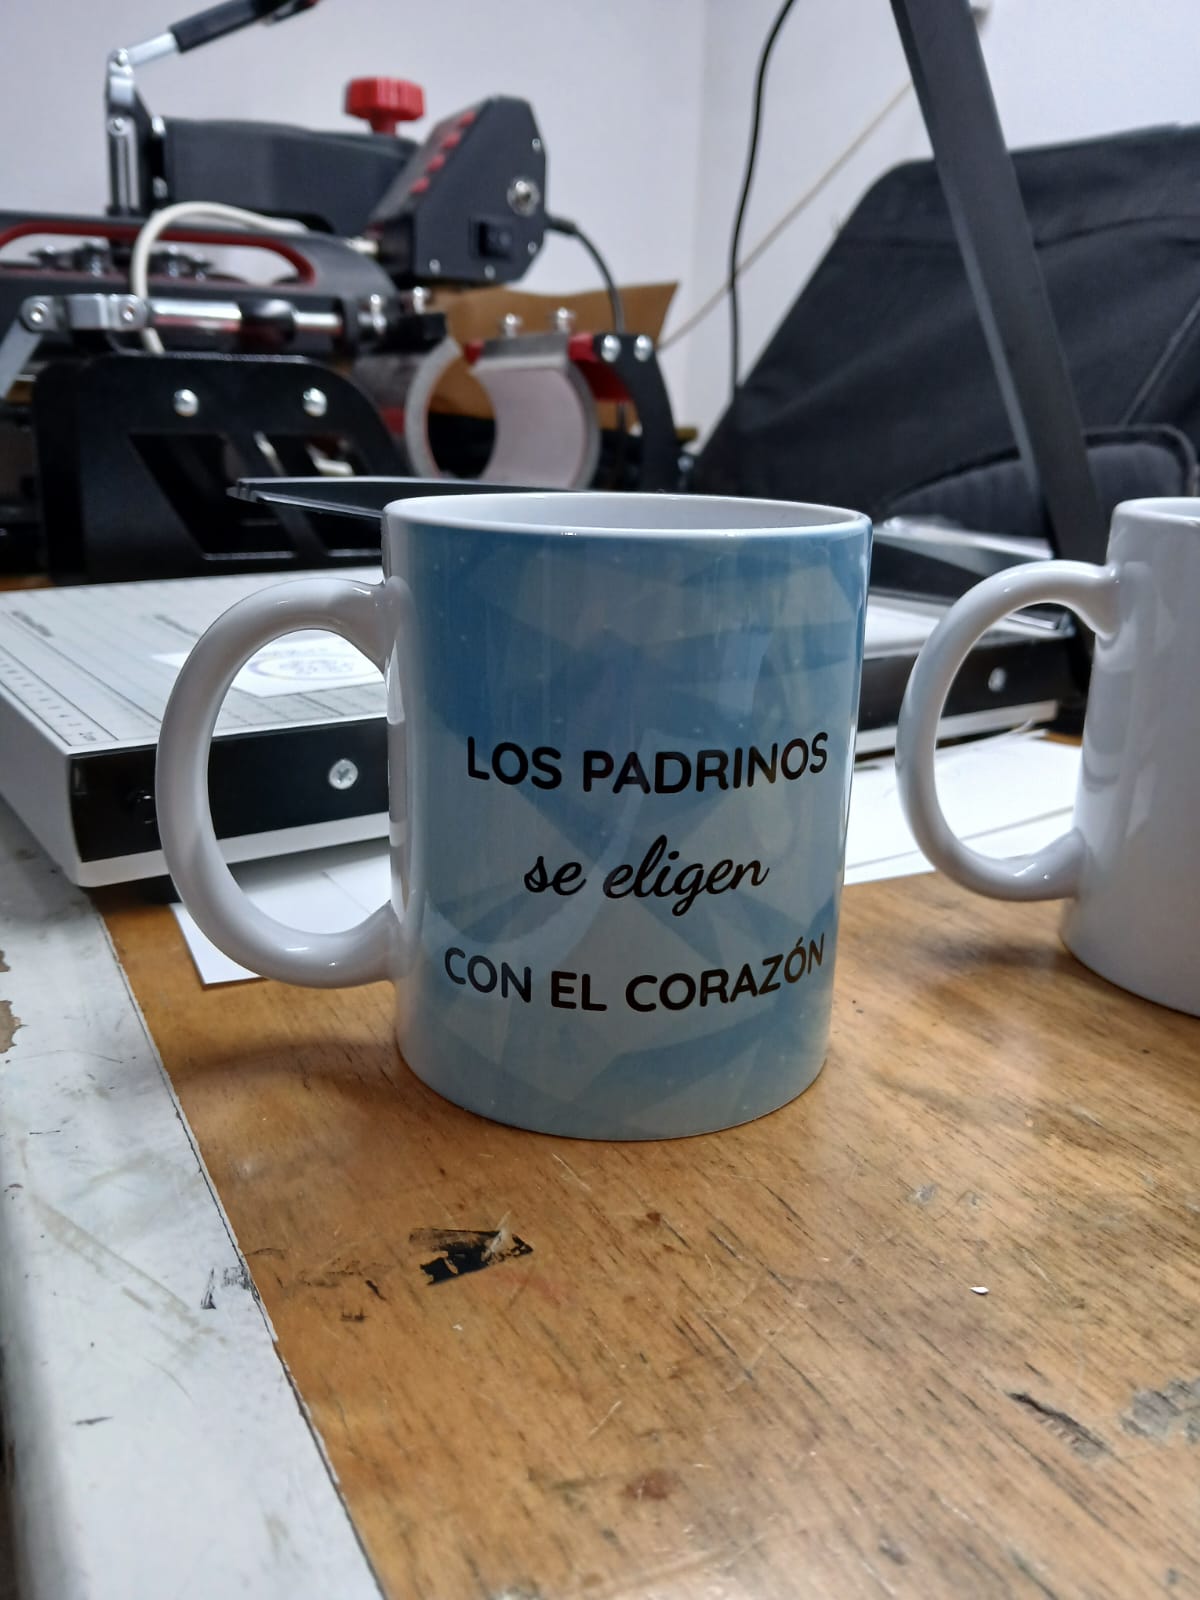 LOS PADRINOS
se eligen
CON EL CORAZÓN